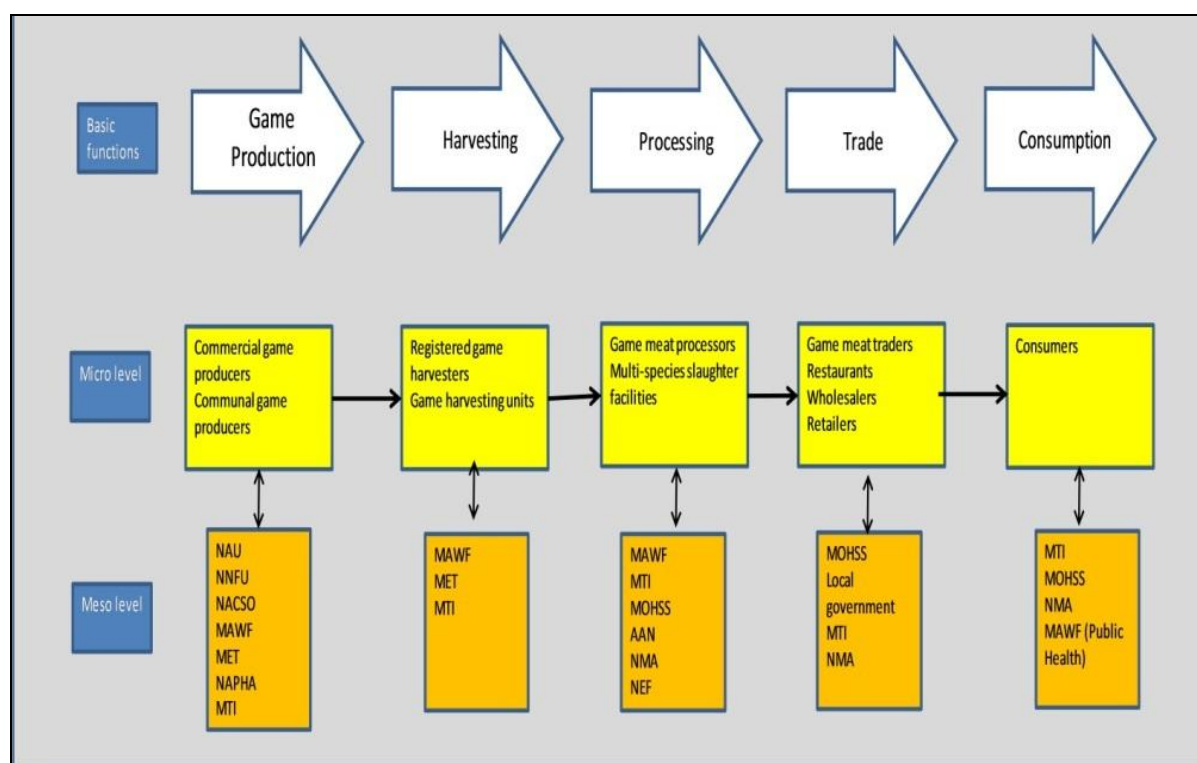 Basic
functions
Game
Production
Harvesting
Processing
Trade
Consumption
Micro level
Commercial game
producers
Communal game
producers
Registered game
harvesters
Game harvesting units
Game meat processors
Multi-species slaughter
facilities
Game meat traders
Restaurants
Wholesalers
Retailers
Consumers
Meso level
NAU
NNFU
NACSO
MAWF
MET
NAPHA
MTI
MAWF
MET
MTI
MAWF
MTI
MOHSS
AAN
NMA
NEF
MOHSS
Local
government
MTI
NMA
MTI
MOHSS
NMA
MAWF (Public
Health)